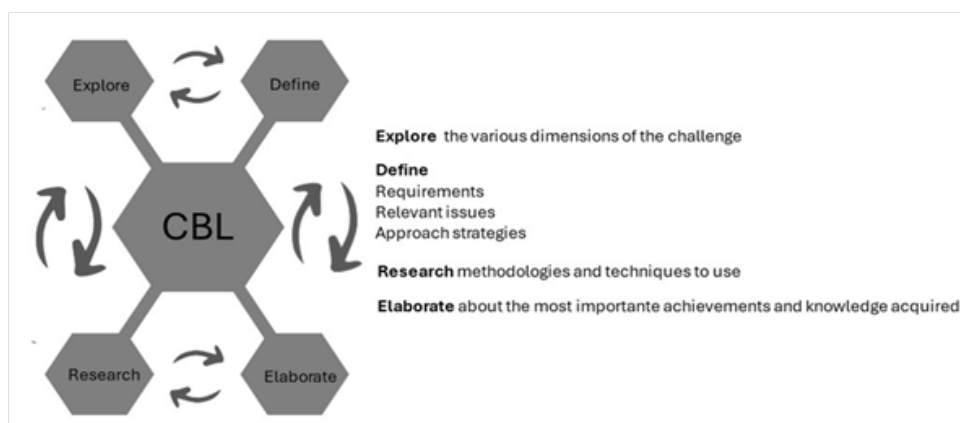 Explore
Define
CBL
Research
Elaborate
Explore the various dimensions of the challenge
Define
Requirements
Relevant issues
Approach strategies
Research methodologies and techniques to use
Elaborate about the most importante achievements and knowledge acquired